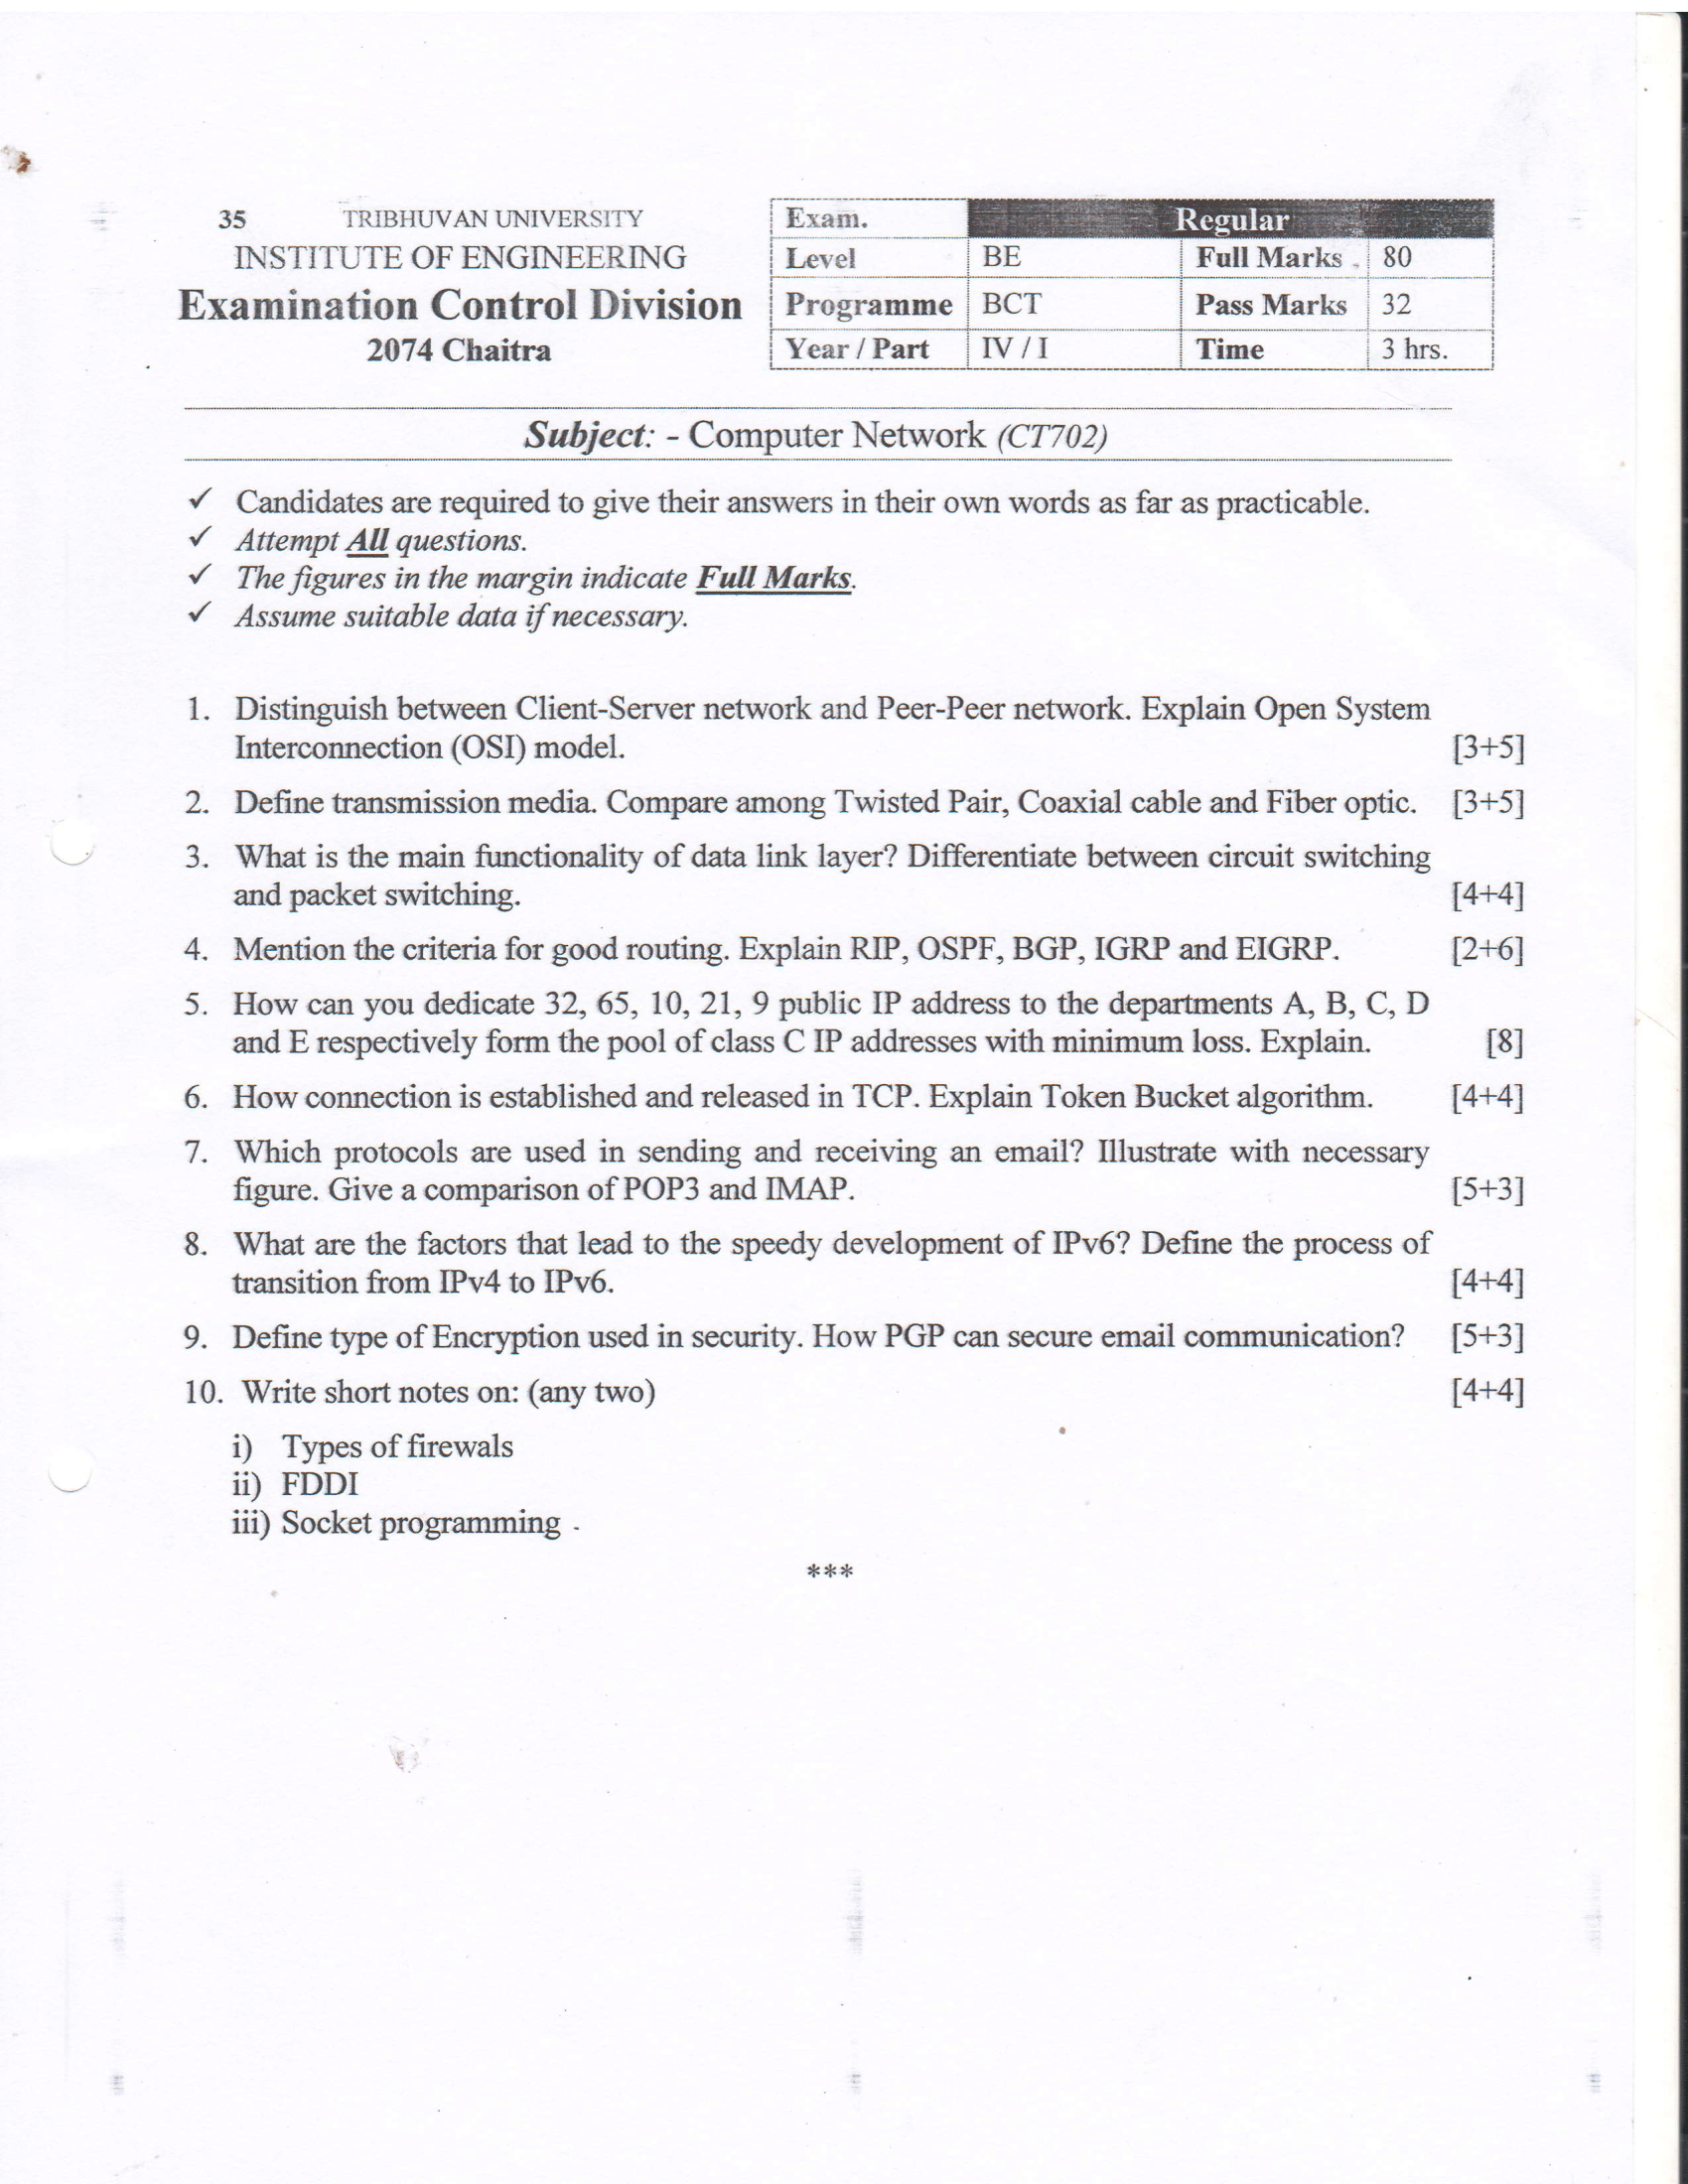 35 TRIBHUVAN UNIVERSITY
INSTITUTE OF ENGINEERING
Examination Control Division
2074 Chaitra
Exam. Regular
Level BE Full Marks 80
Programme BCT Pass Marks 32
Year / Part IV / I Time 3 hrs.
Subject: - Computer Network (CT702)
✓ Candidates are required to give their answers in their own words as far as practicable.
✓ Attempt All questions.
✓ The figures in the margin indicate Full Marks.
✓ Assume suitable data if necessary.
1. Distinguish between Client-Server network and Peer-Peer network. Explain Open System
Interconnection (OSI) model. [3+5]
2. Define transmission media. Compare among Twisted Pair, Coaxial cable and Fiber optic. [3+5]
3. What is the main functionality of data link layer? Differentiate between circuit switching
and packet switching. [4+4]
4. Mention the criteria for good routing. Explain RIP, OSPF, BGP, IGRP and EIGRP. [2+6]
5. How can you dedicate 32, 65, 10, 21, 9 public IP address to the departments A, B, C, D
and E respectively form the pool of class C IP addresses with minimum loss. Explain. [8]
6. How connection is established and released in TCP. Explain Token Bucket algorithm. [4+4]
7. Which protocols are used in sending and receiving an email? Illustrate with necessary
figure. Give a comparison of POP3 and IMAP. [5+3]
8. What are the factors that lead to the speedy development of IPv6? Define the process of
transition from IPv4 to IPv6. [4+4]
9. Define type of Encryption used in security. How PGP can secure email communication? [5+3]
10. Write short notes on: (any two) [4+4]
i) Types of firewals
ii) FDDI
iii) Socket programming
***